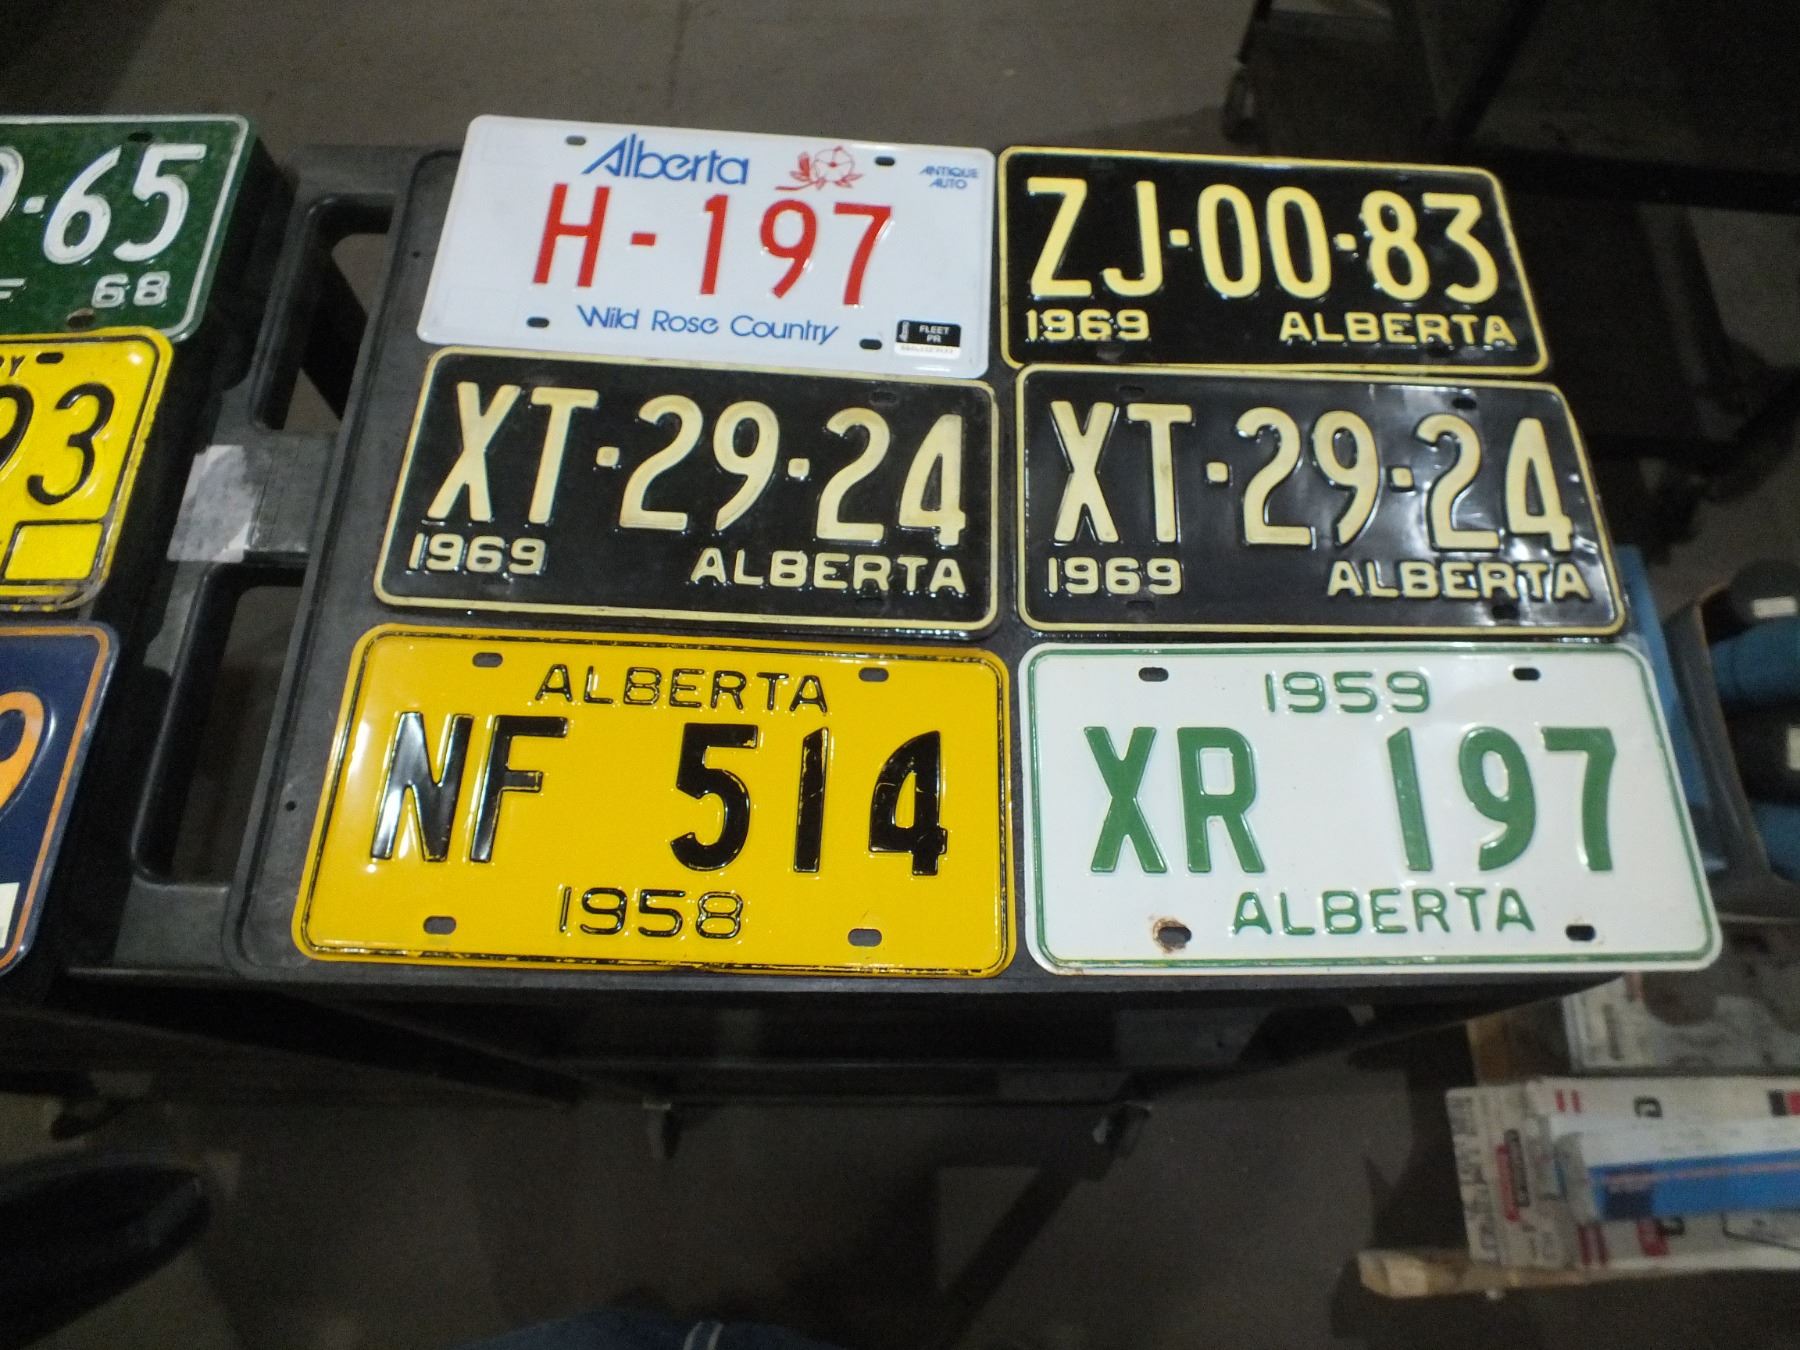 -65
68
93
9
Alberta
ANTIQUE
AUTO
H-197
Wild Rose Country
FLEET
PR
ZJ·00·83
1969 ALBERTA
XT·29·24
1969 ALBERTA
XT·29·24
1969 ALBERTA
ALBERTA
NF 514
1958
1959
XR 197
ALBERTA